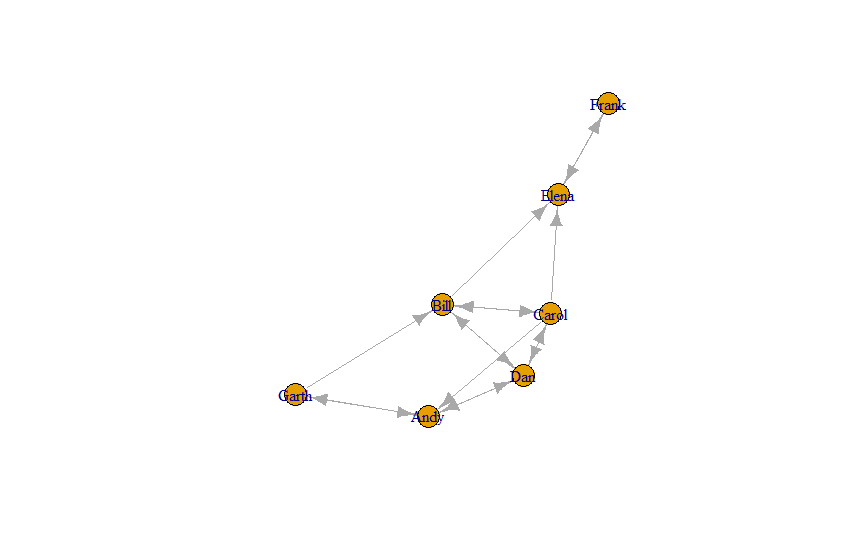 Frank
Elena
Bill
Carol
Dan
Garth
Andy